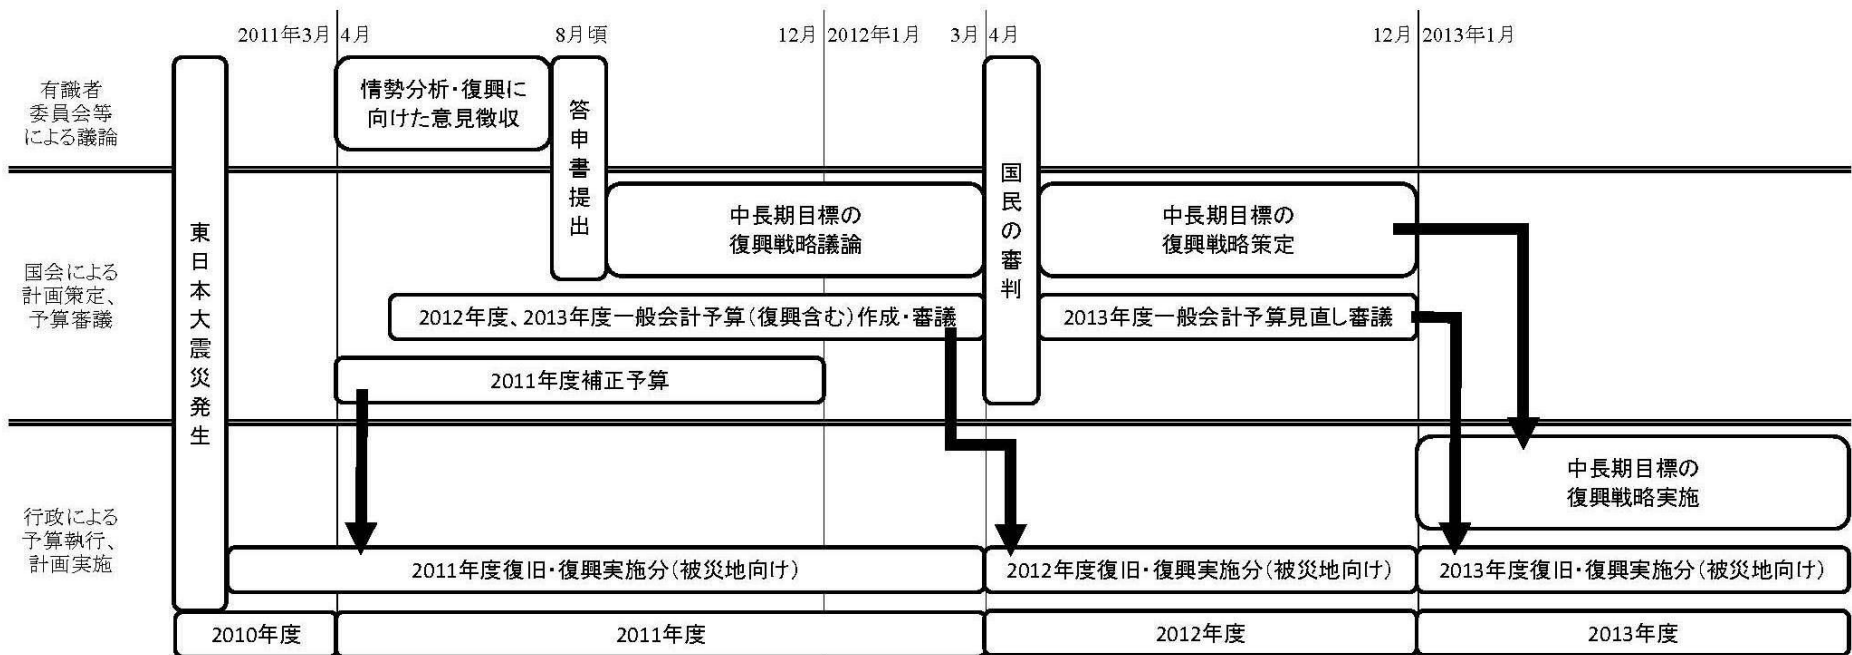 2011年3月 4月 8月頃 12月 2012年1月 3月 4月 12月 2013年1月
有識者
委員会等
による議論
情勢分析・復興に
向けた意見徴収
答申書提出
国会による
計画策定、
予算審議
東日本大震災発生
中長期目標の
復興戦略議論
国民の審判
中長期目標の
復興戦略策定
2012年度、2013年度一般会計予算(復興含む)作成・審議
2013年度一般会計予算見直し審議
2011年度補正予算
行政による
予算執行、
計画実施
中長期目標の
復興戦略実施
2011年度復旧・復興実施分(被災地向け)
2012年度復旧・復興実施分(被災地向け)
2013年度復旧・復興実施分(被災地向け)
2010年度
2011年度
2012年度
2013年度